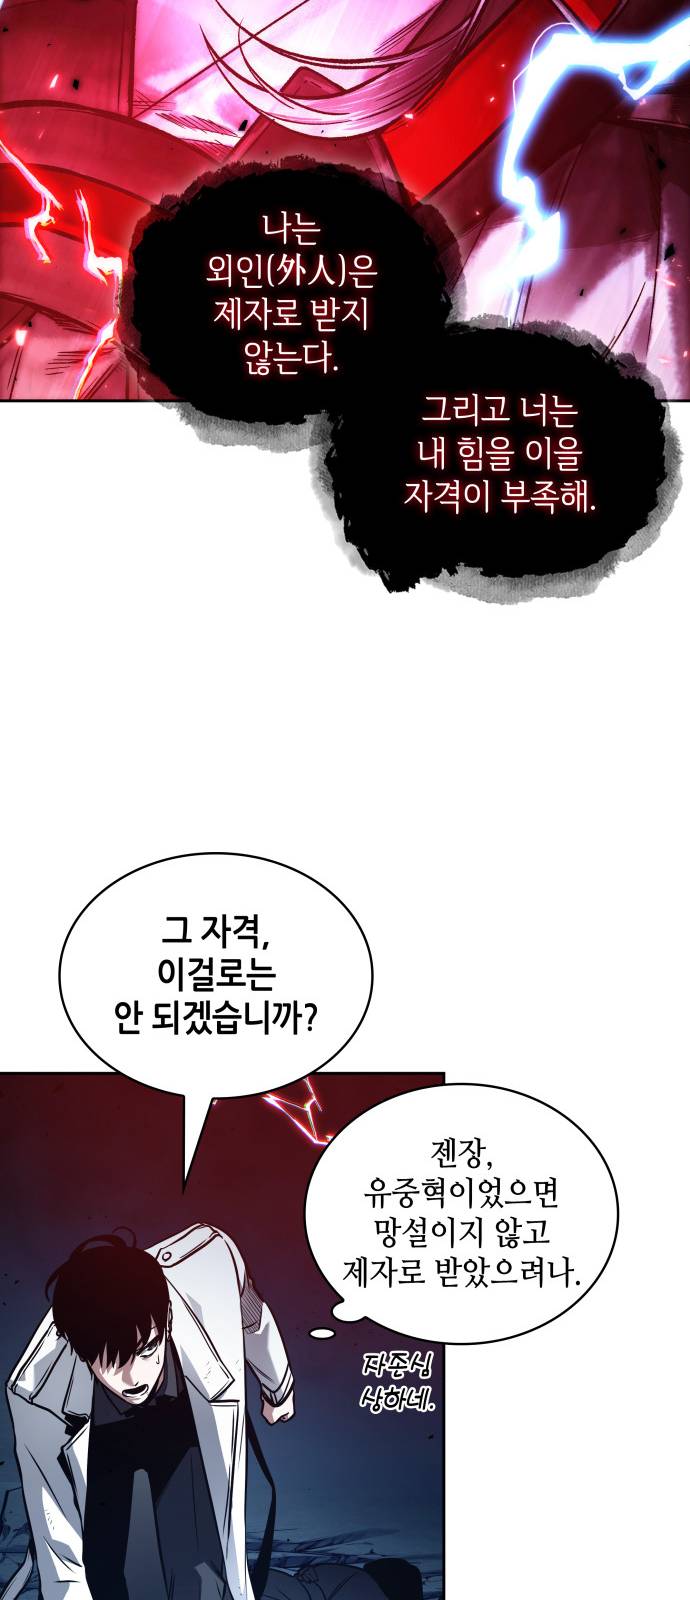 나는
외인(外人)은
제자로 받지
않는다.
그리고 너는
내 힘을 이을
자격이 부족해.
그 자격,
이걸로는
안 되겠습니까?
젠장,
유중혁이었으면
망설이지 않고
제자로 받았으려나.
자존심
상하네.